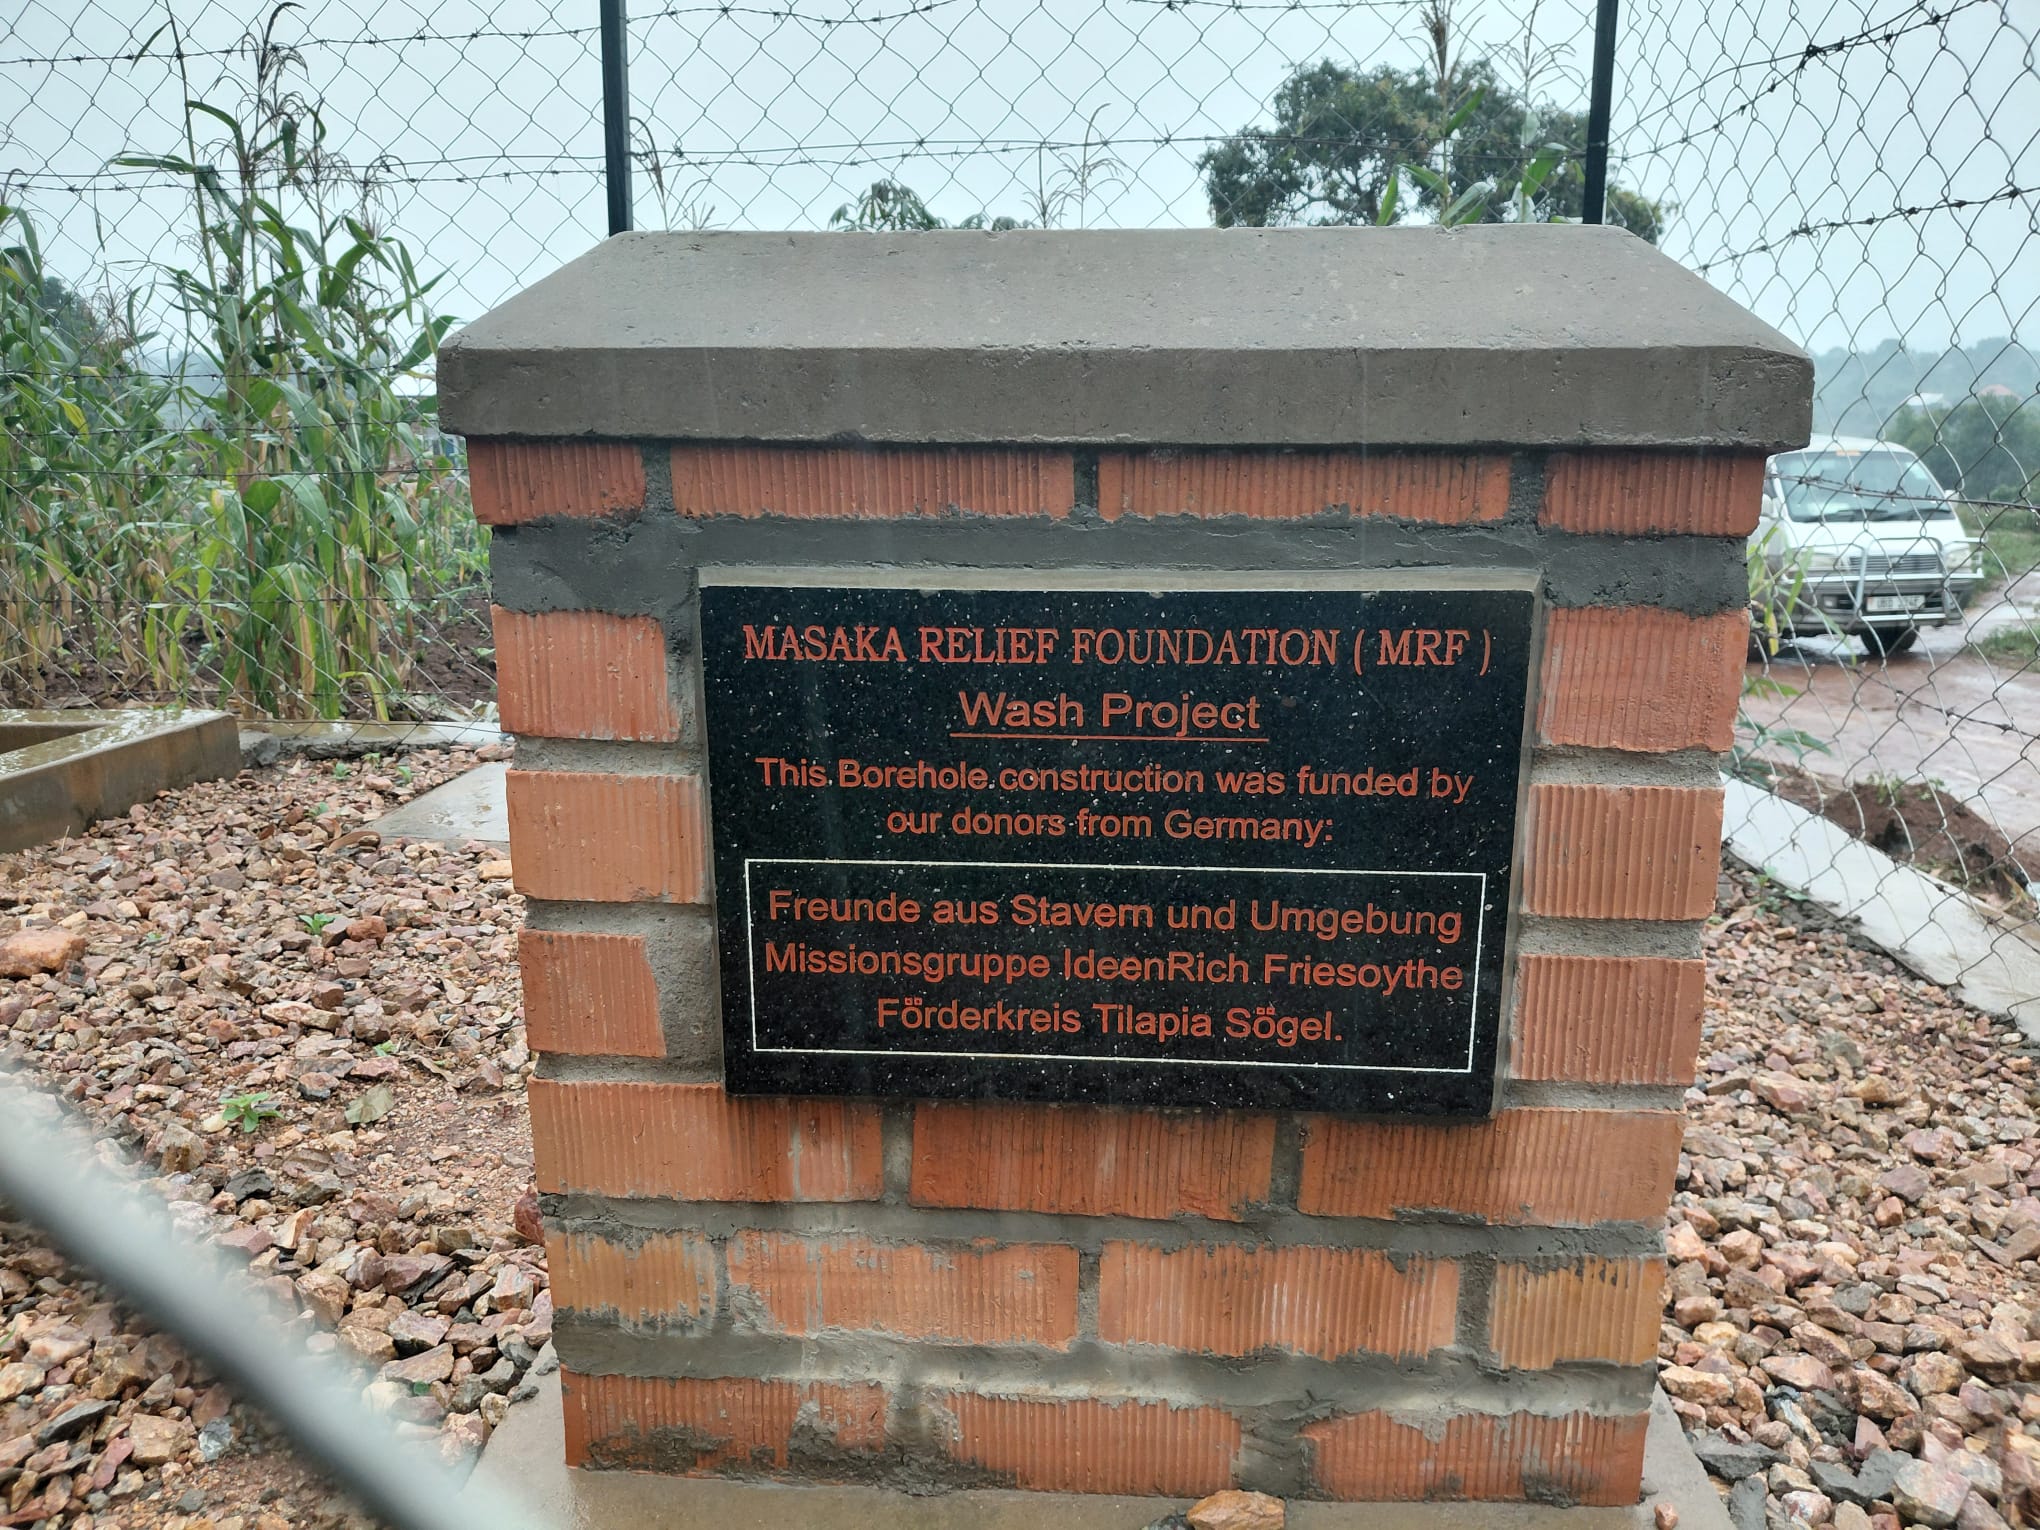 MASAKA RELIEF FOUNDATION ( MRF )
Wash Project
This Borehole construction was funded by
our donors from Germany:
Freunde aus Stavern und Umgebung
Missionsgruppe IdeenRich Friesoythe
Förderkreis Tilapia Sögel.